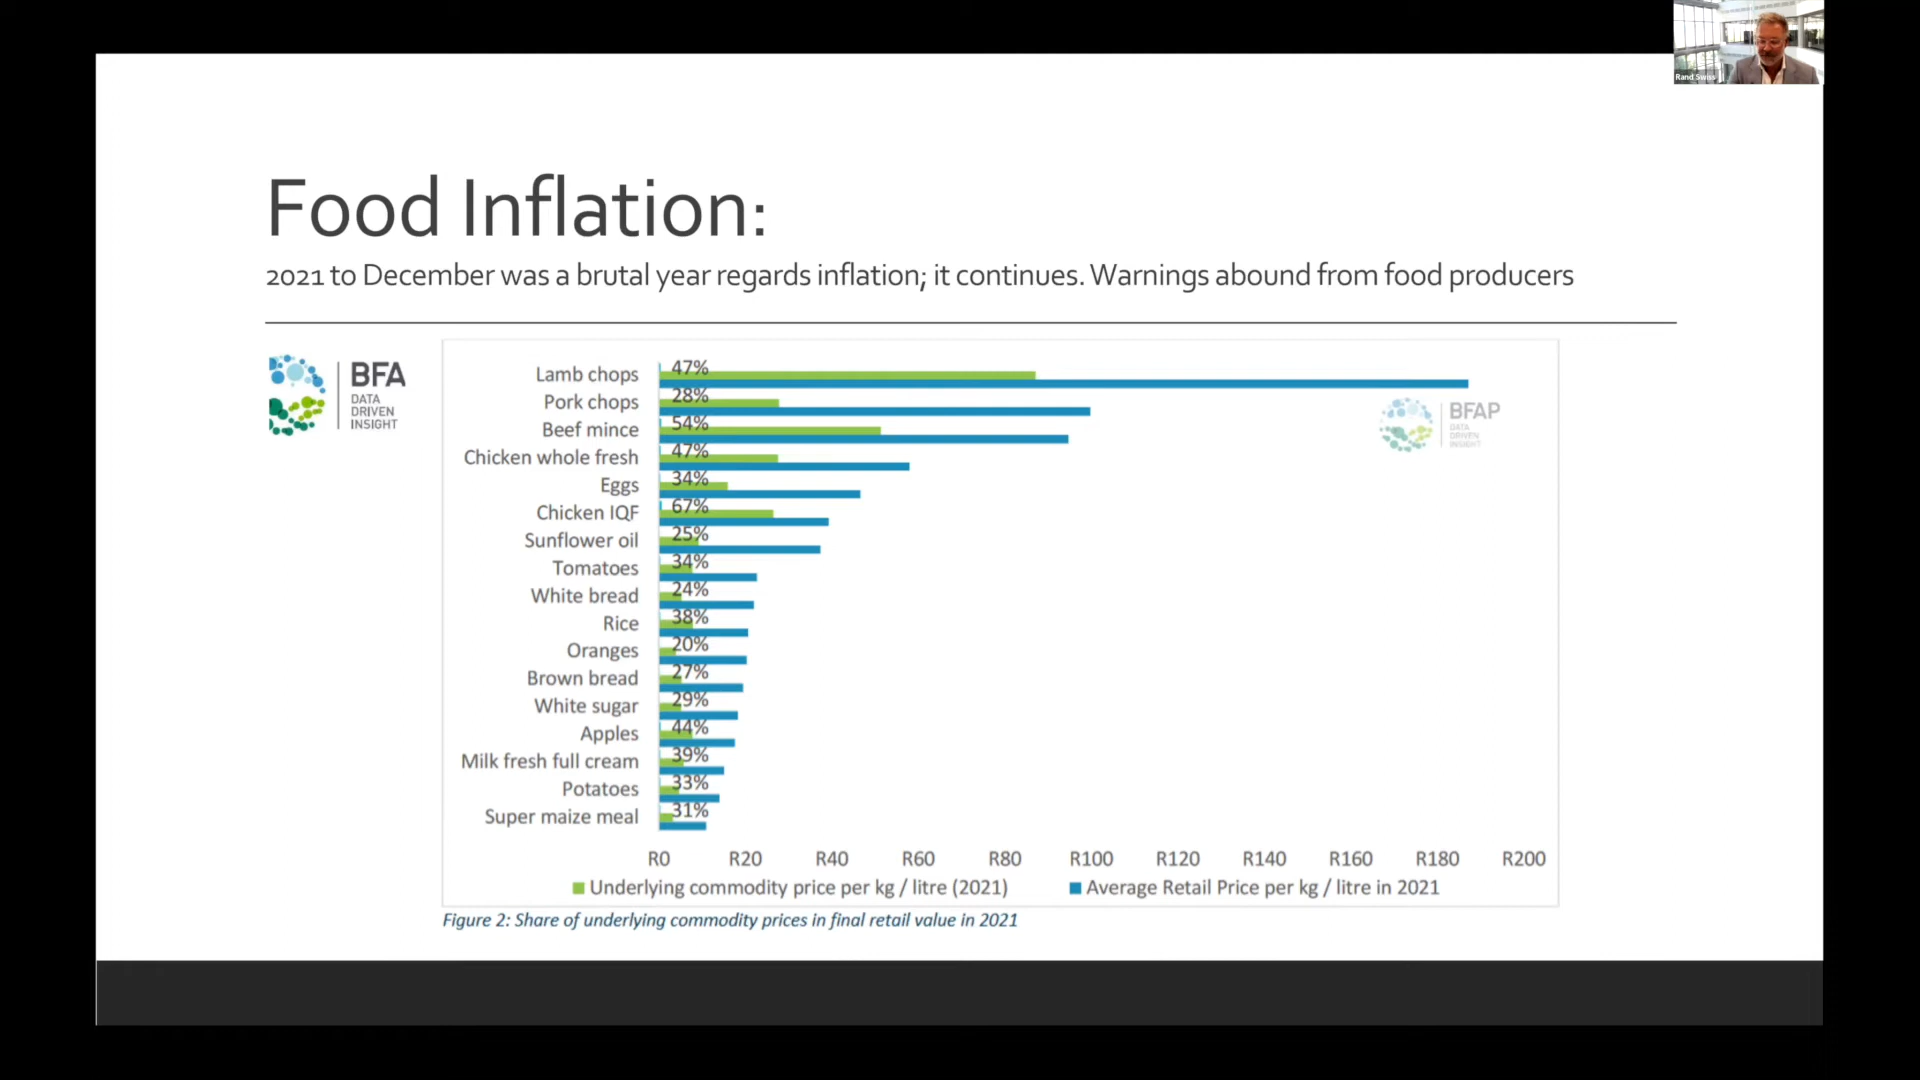 Rand Swiss
Food Inflation:
2021 to December was a brutal year regards inflation; it continues. Warnings abound from food producers
BFA
DATA
DRIVEN
INSIGHT
BFAP
DATA
DRIVEN
INSIGHT
Lamb chops 47%
Pork chops 28%
Beef mince 54%
Chicken whole fresh 47%
Eggs 34%
Chicken IQF 67%
Sunflower oil 25%
Tomatoes 34%
White bread 24%
Rice 38%
Oranges 20%
Brown bread 27%
White sugar 29%
Apples 44%
Milk fresh full cream 39%
Potatoes 33%
Super maize meal 31%
R0 R20 R40 R60 R80 R100 R120 R140 R160 R180 R200
Underlying commodity price per kg / litre (2021) Average Retail Price per kg / litre in 2021
Figure 2: Share of underlying commodity prices in final retail value in 2021